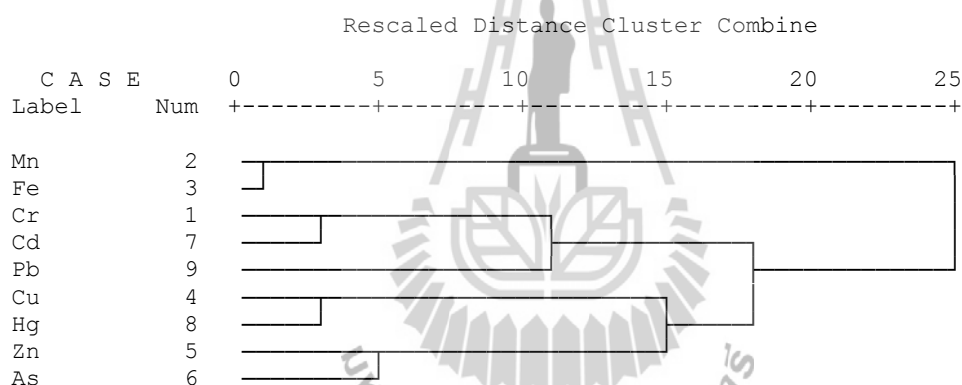 Rescaled Distance Cluster Combine
C A S E 0 5 10 15 20 25
Label Num +---------+---------+---------+---------+---------+
Mn 2
Fe 3
Cr 1
Cd 7
Pb 9
Cu 4
Hg 8
Zn 5
As 6